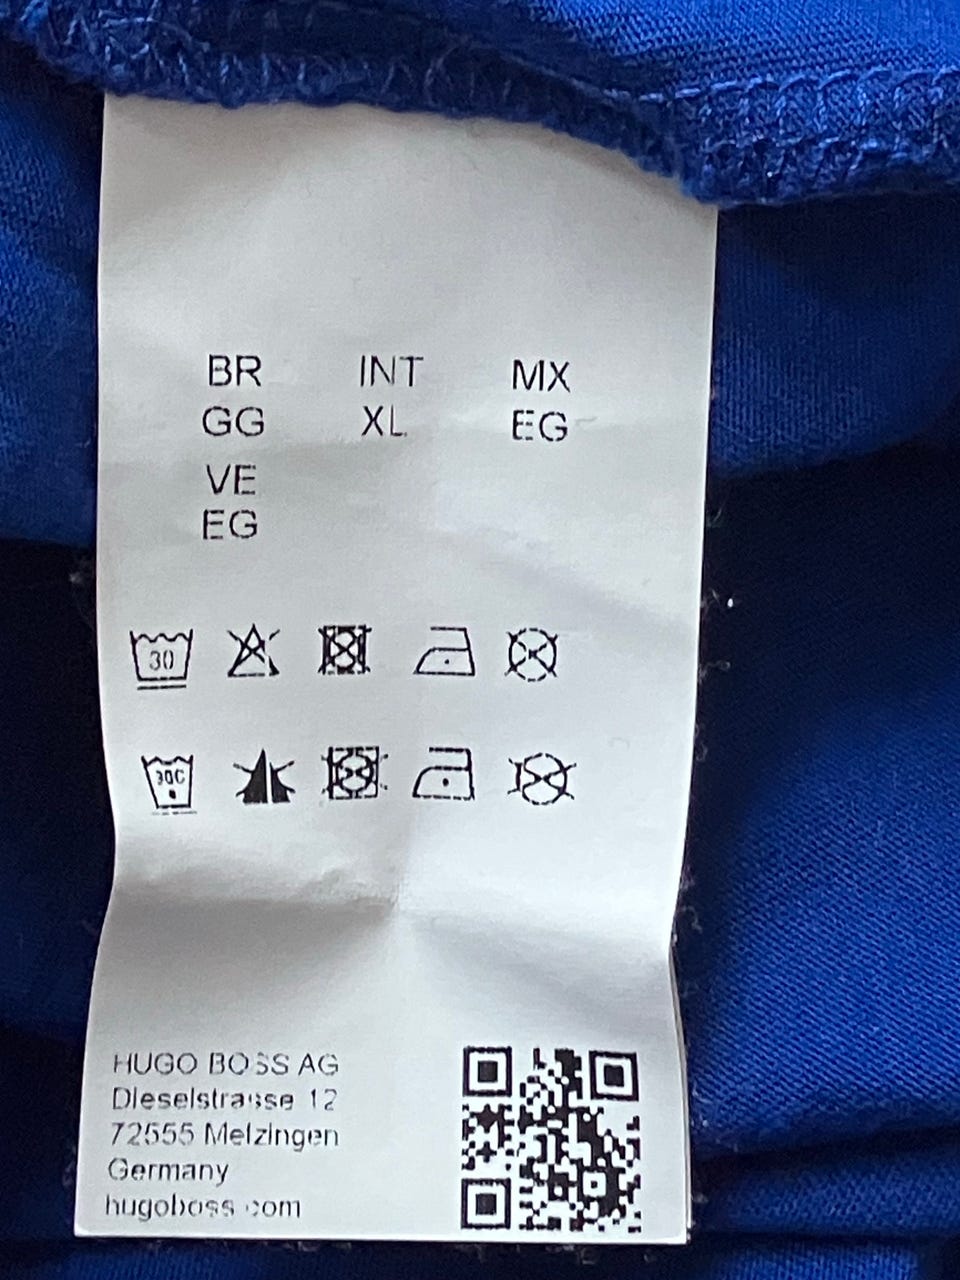 BR INT MX
GG XL EG
VE
EG
30
30C
HUGO BOSS AG
Dieselstrasse 12
72555 Metzingen
Germany
hugoboss.com